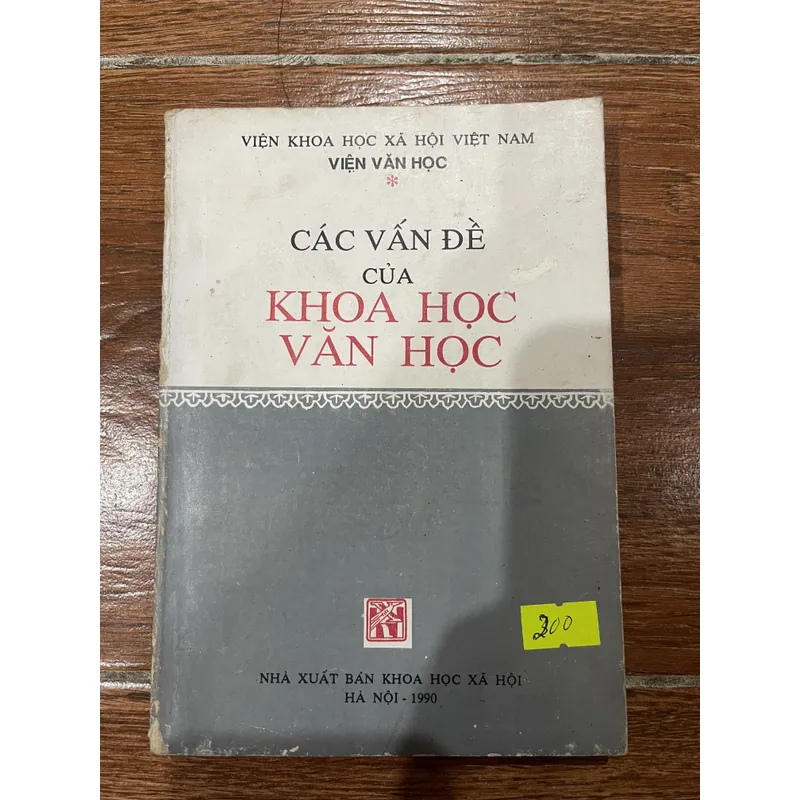 VIỆN KHOA HỌC XÃ HỘI VIỆT NAM
VIỆN VĂN HỌC
*
CÁC VẤN ĐỀ
CỦA
KHOA HỌC
VĂN HỌC
200
NHÀ XUẤT BẢN KHOA HỌC XÃ HỘI
HÀ NỘI - 1990